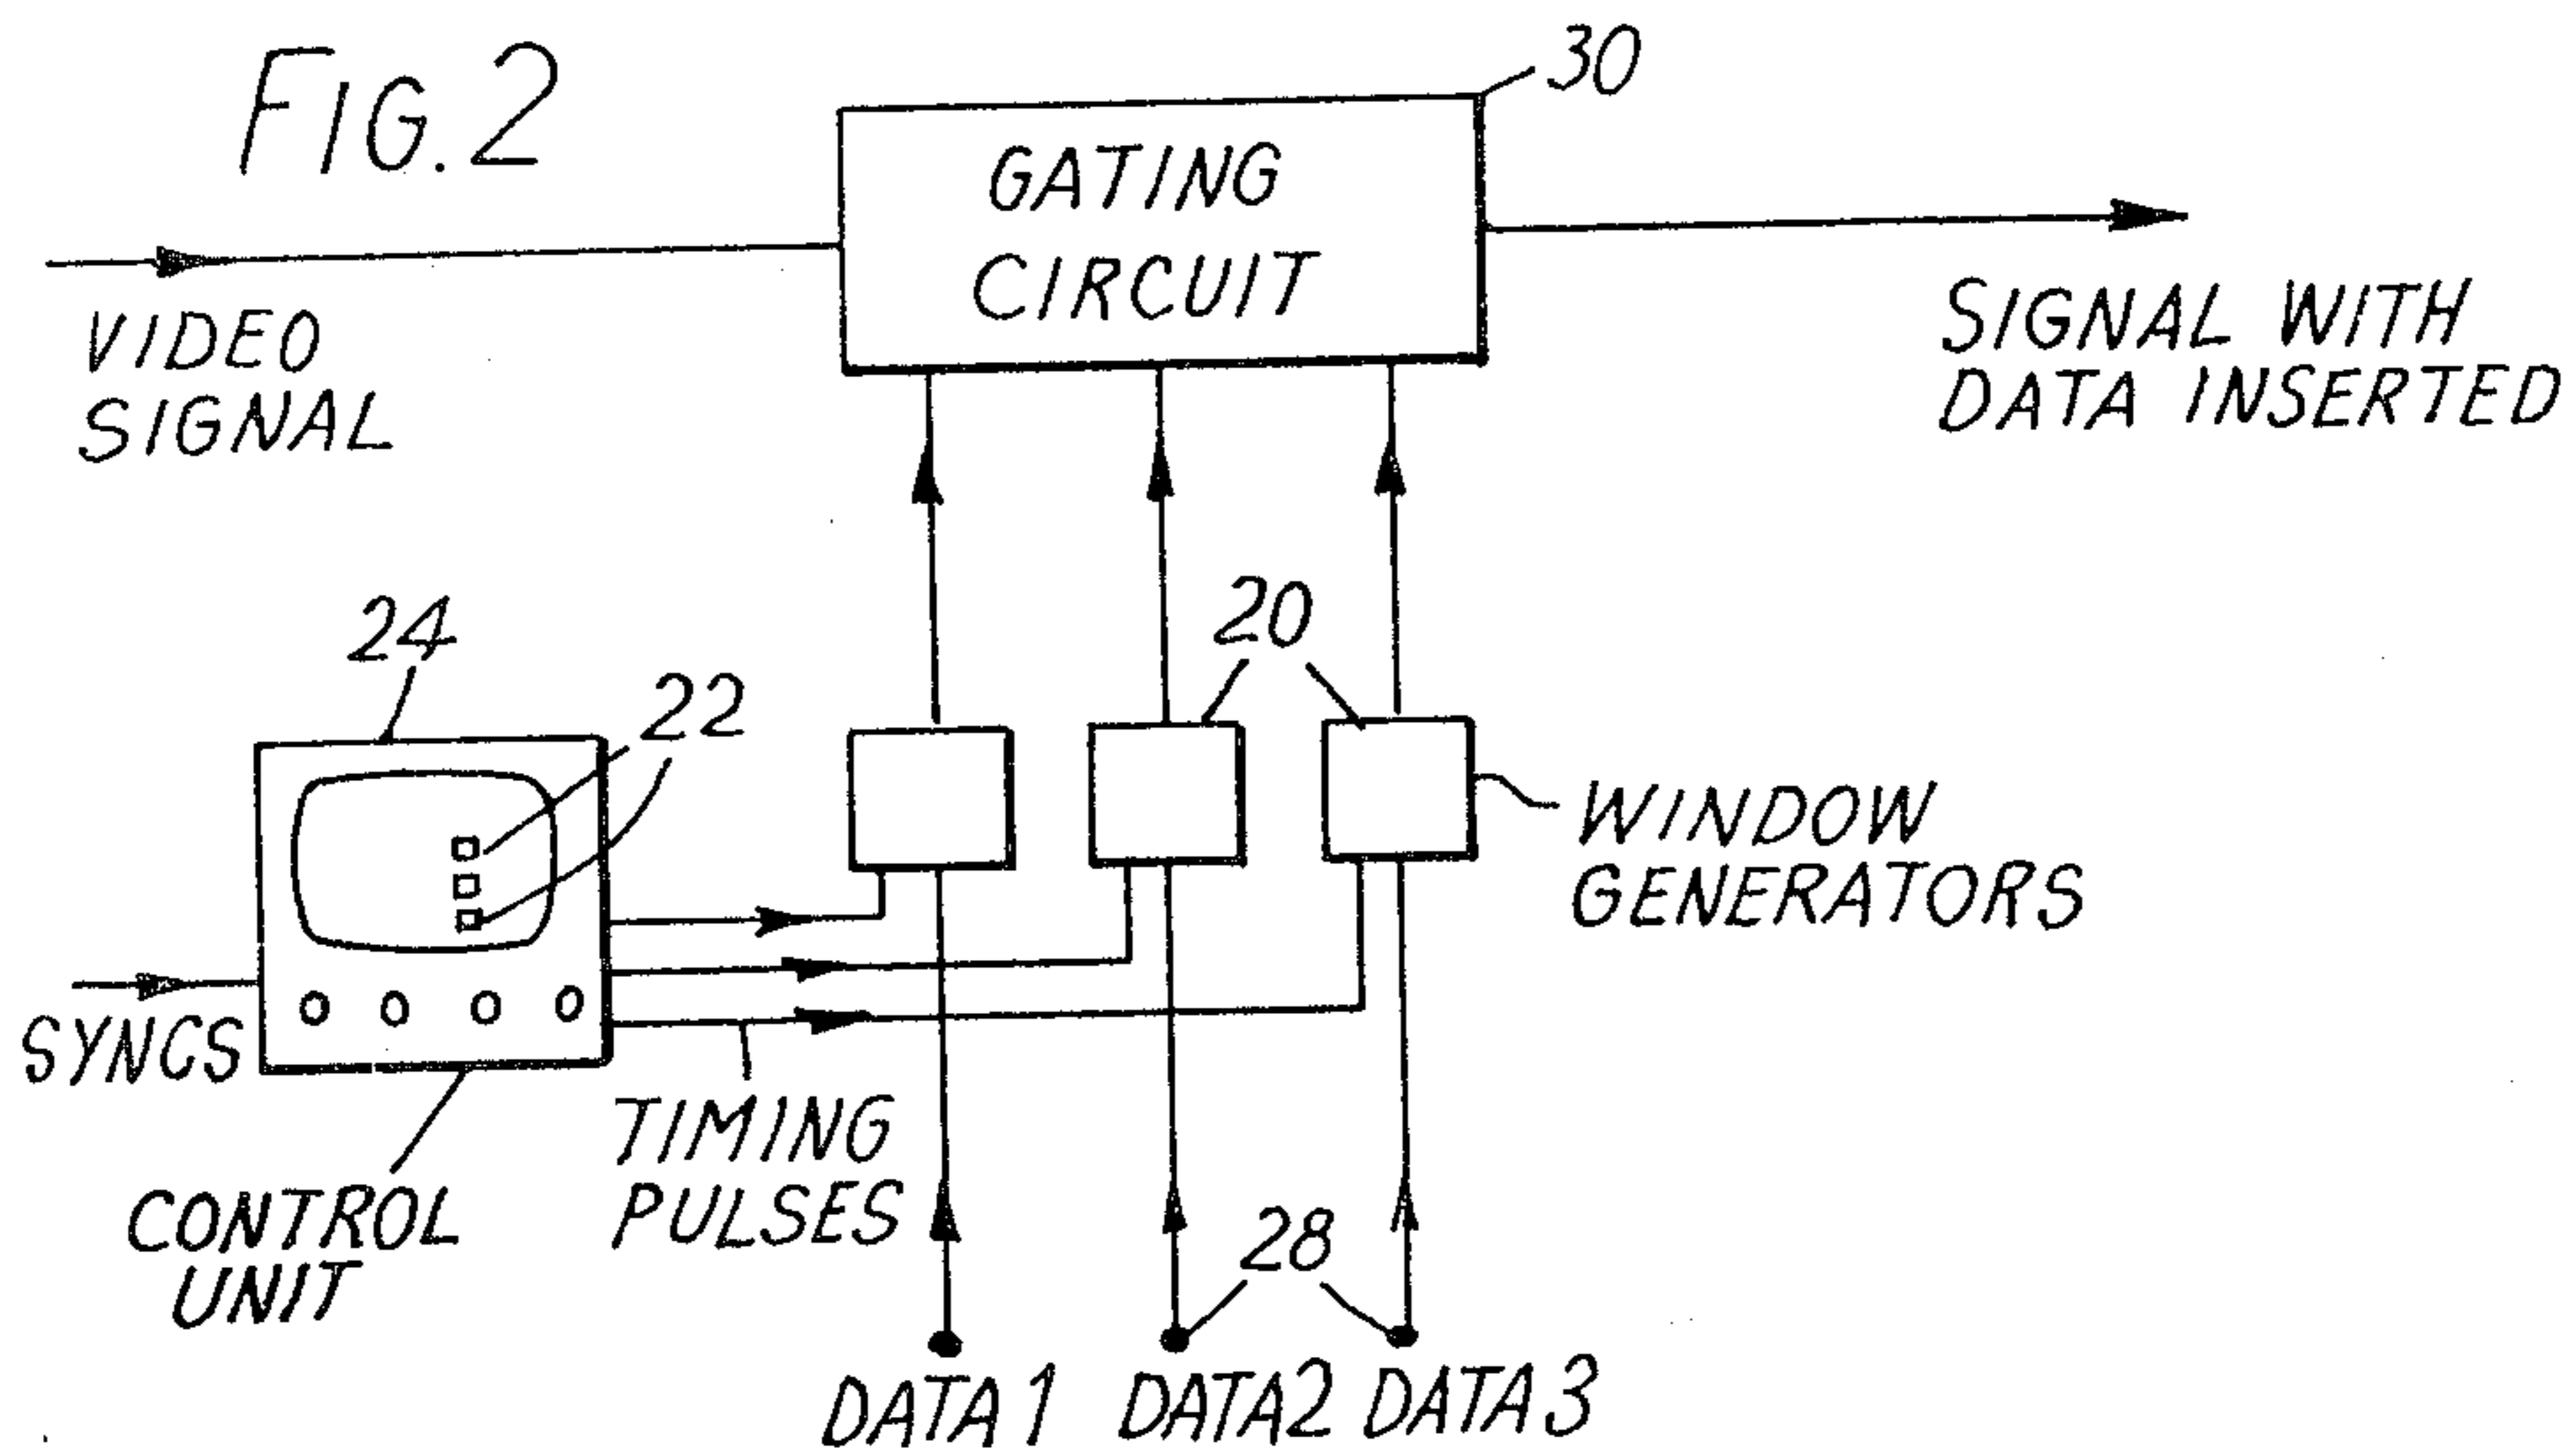 FIG. 2
30
GATING
CIRCUIT
VIDEO
SIGNAL
SIGNAL WITH
DATA INSERTED
24
22
20
WINDOW
GENERATORS
SYNCS
TIMING
PULSES
CONTROL
UNIT
28
DATA 1 DATA2 DATA 3